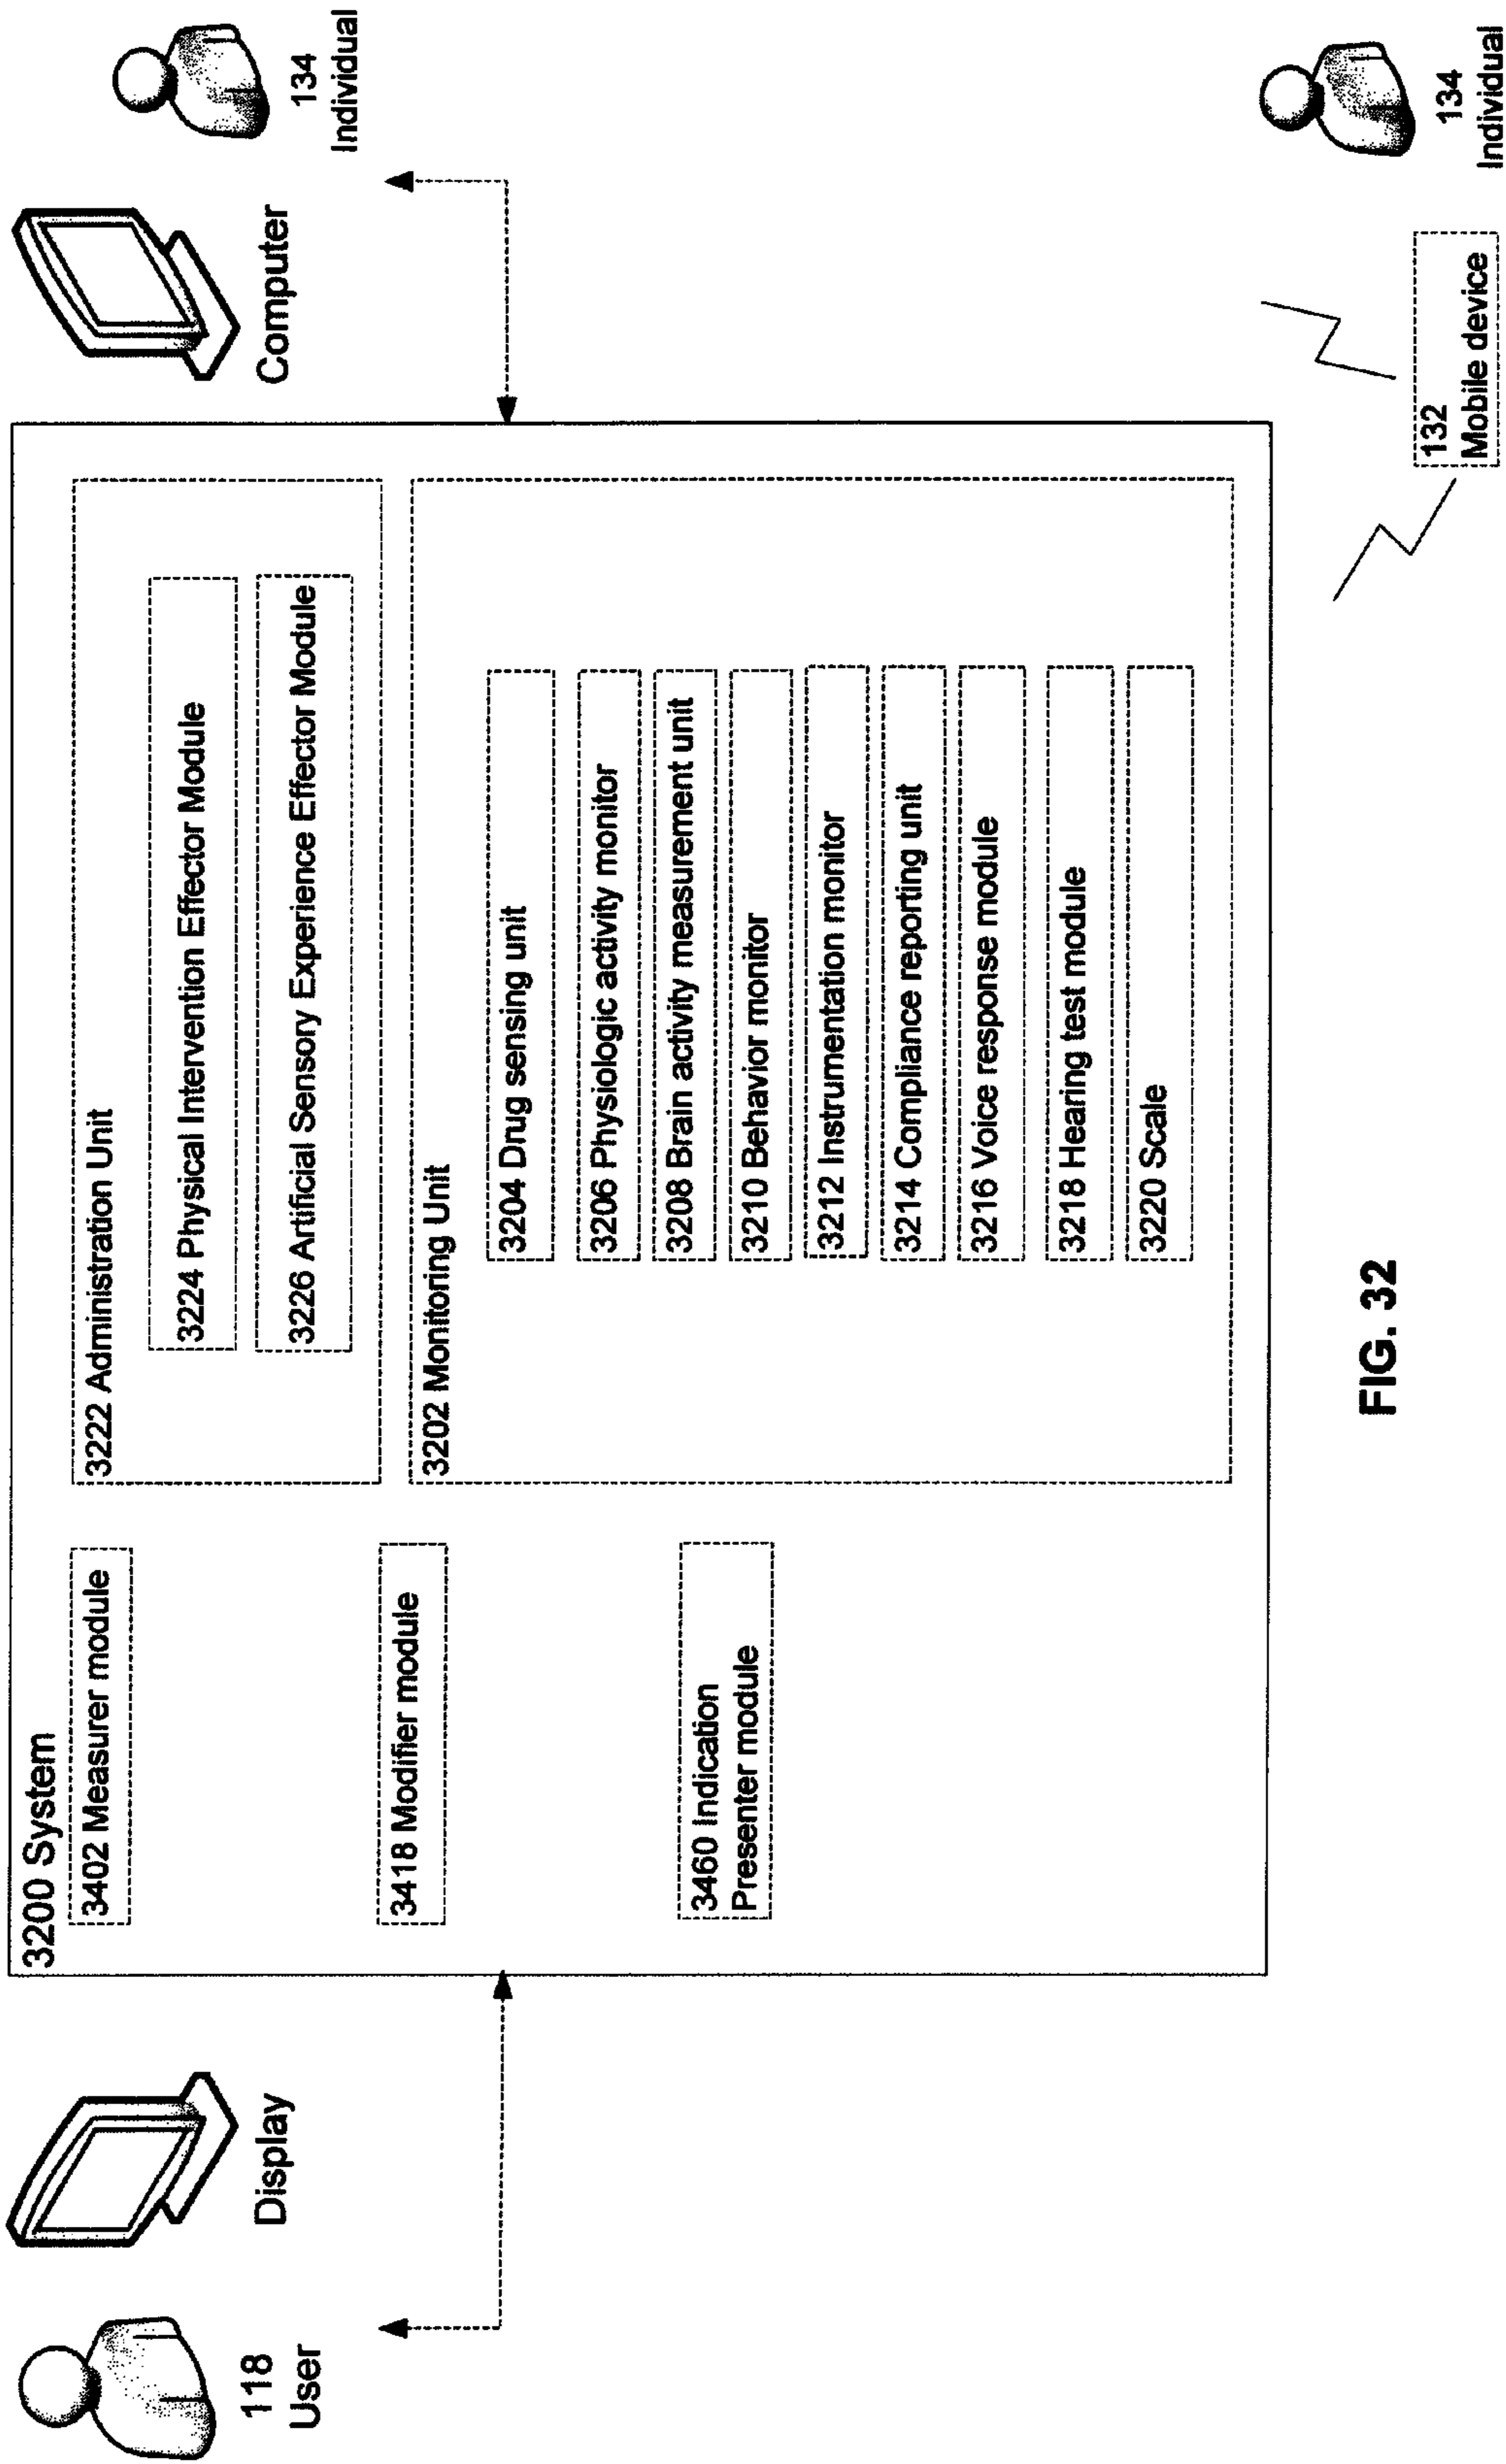 118
User
Display
3200 System
3402 Measurer module
3418 Modifier module
3460 Indication
Presenter module
3222 Administration Unit
3224 Physical Intervention Effector Module
3226 Artificial Sensory Experience Effector Module
3202 Monitoring Unit
3204 Drug sensing unit
3206 Physiologic activity monitor
3208 Brain activity measurement unit
3210 Behavior monitor
3212 Instrumentation monitor
3214 Compliance reporting unit
3216 Voice response module
3218 Hearing test module
3220 Scale
Computer
134
Individual
132
Mobile device
134
Individual
FIG. 32